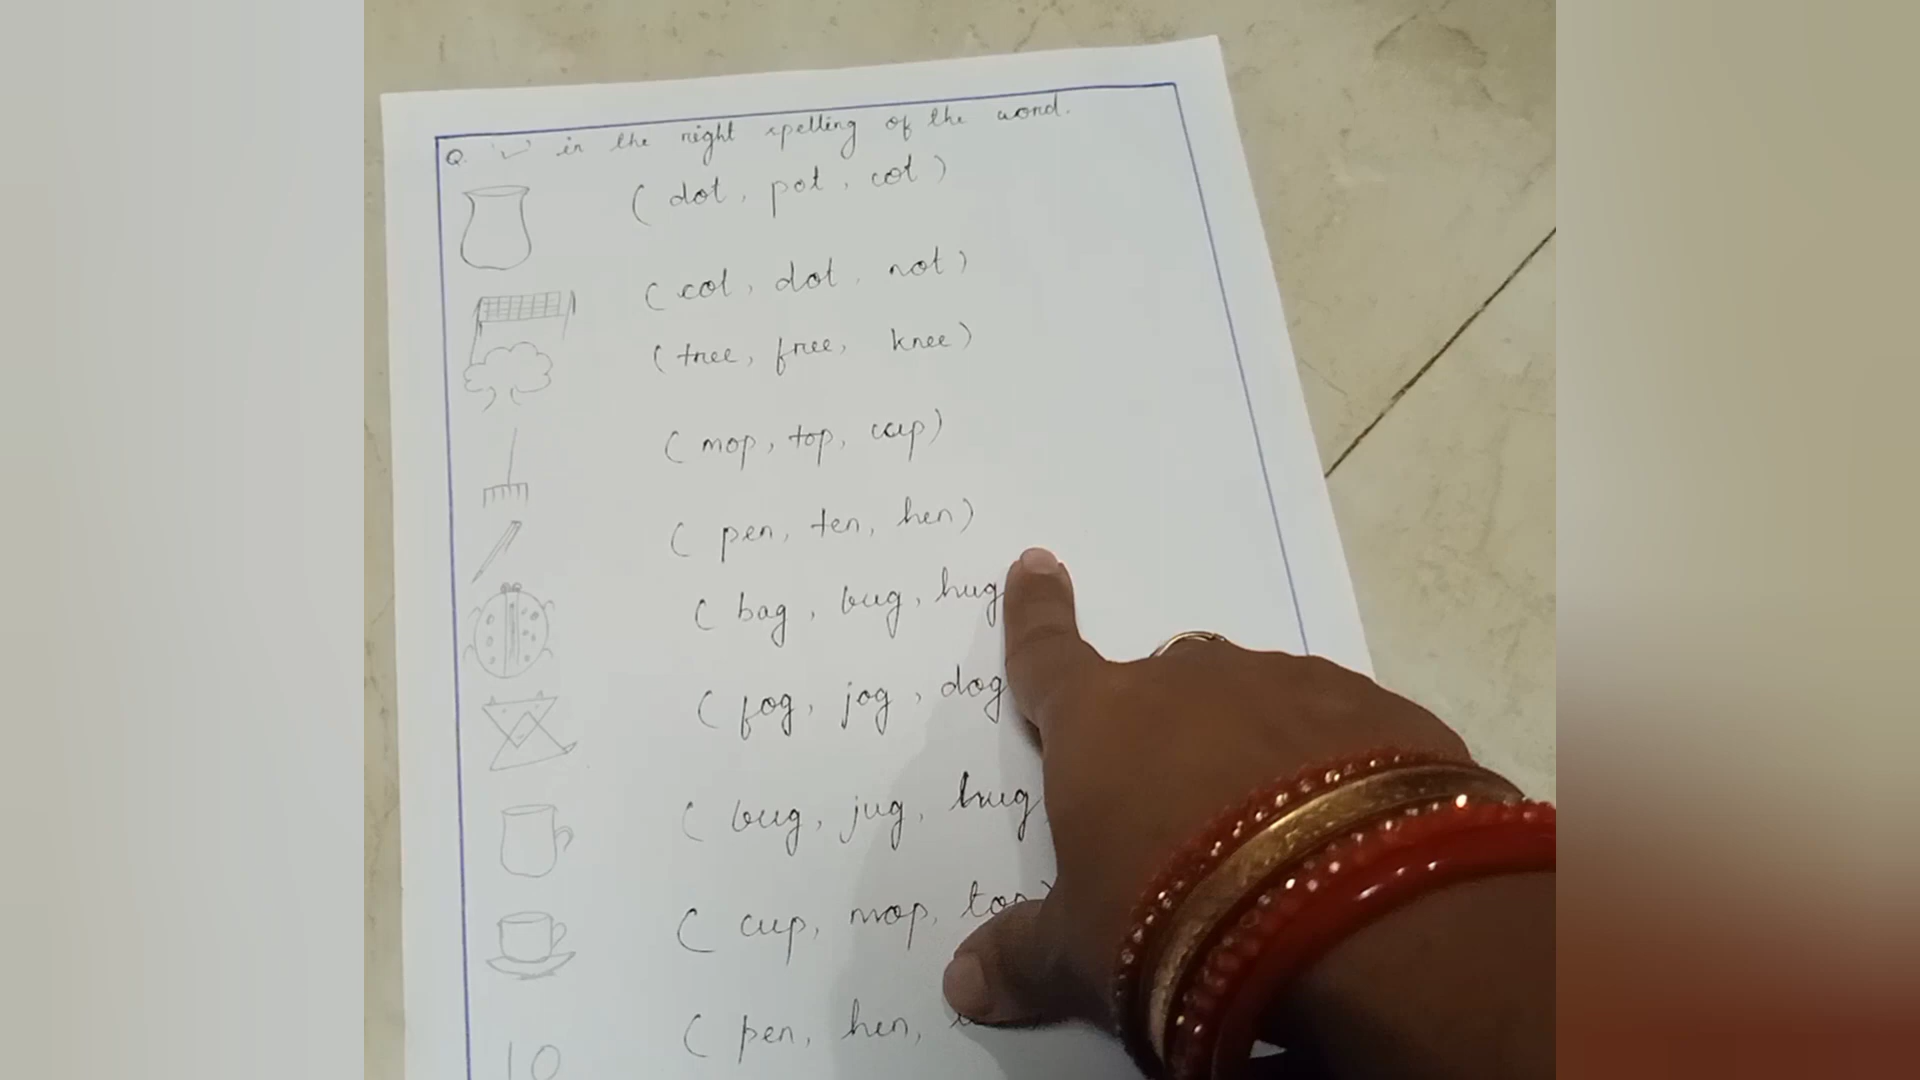 Q. '✓' in the right spelling of the word.
( dot, pot, cot )
( cot, dot, not )
( tree, free, knee )
( mop, top, cup )
( pen, ten, hen )
( bag, bug, hug
( fog, jog, dog
( bug, jug, hug
( cup, mop, top )
( pen, hen,
10